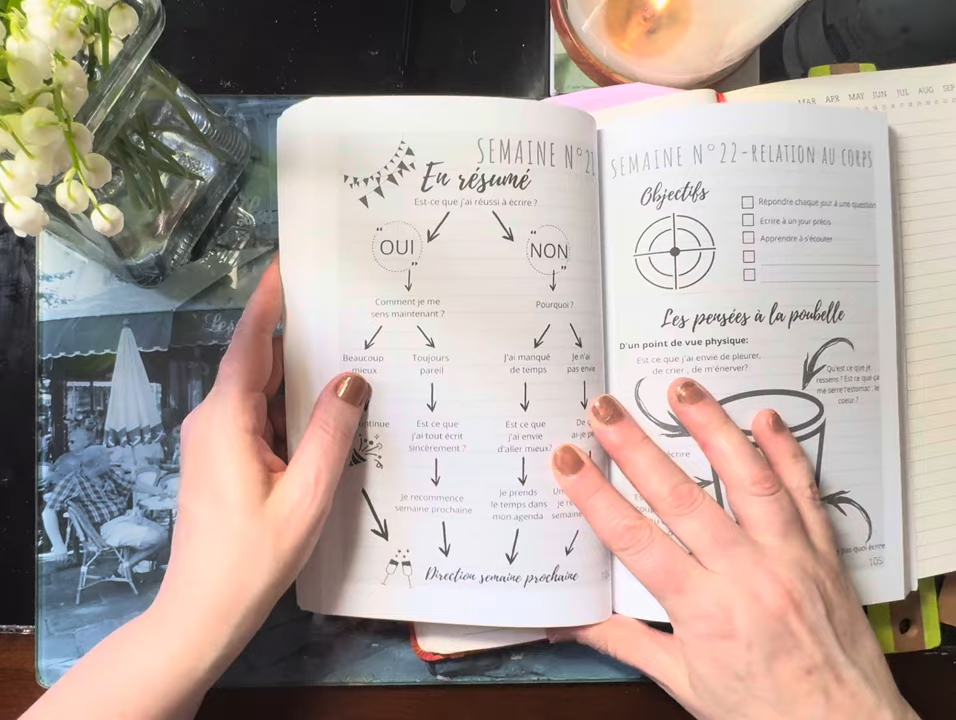 SEMAINE N°21
En résumé
Est-ce que j'ai réussi à écrire ?
"OUI"
"NON"
Comment je me
sens maintenant ?
Pourquoi ?
Beaucoup
mieux
Toujours
pareil
J'ai manqué
de temps
Je n'ai
pas envie
Est ce que
j'ai tout écrit
sincèrement ?
Est ce que
j'ai envie
d'aller mieux?
Je recommence
semaine prochaine
Je prends
le temps dans
mon agenda
Direction semaine prochaine
SEMAINE N°22-RELATION AU CORPS
Objectifs
Répondre chaque jour à une question
Écrire à un jour précis
Apprendre à s'écouter
Les pensées à la poubelle
D'un point de vue physique:
Est ce que j'ai envie de pleurer,
de crier , de m'énerver?
Qu'est ce que je
ressens ? Est ce que ça
me serre l'estomac , le
coeur ?
écrire
pas quoi écrire
105
MAR APR MAY JUN JUL AUG SEP